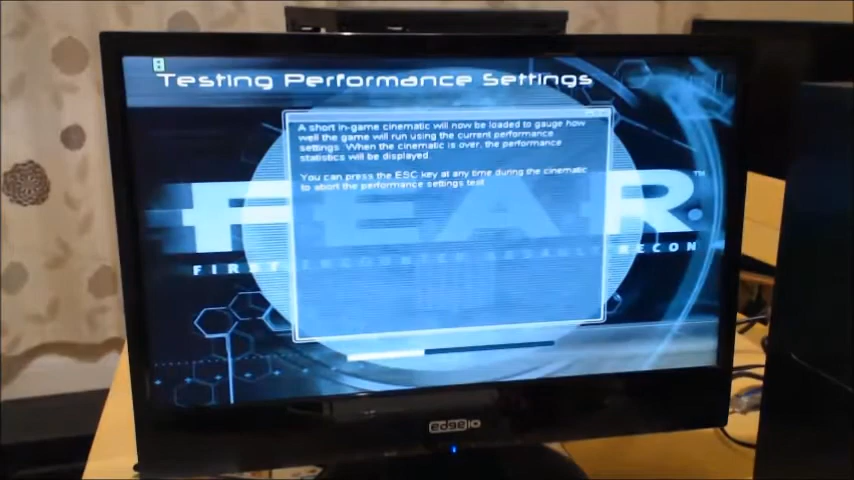 Testing Performance Settings
A short in-game cinematic will now be loaded to gauge how
well the game will run using the current performance
settings. When the cinematic is over, the performance
statistics will be displayed.
You can press the ESC key at any time during the cinematic
to abort the performance settings test
FEAR™
FIRST ENCOUNTER ASSAULT RECON
edge10